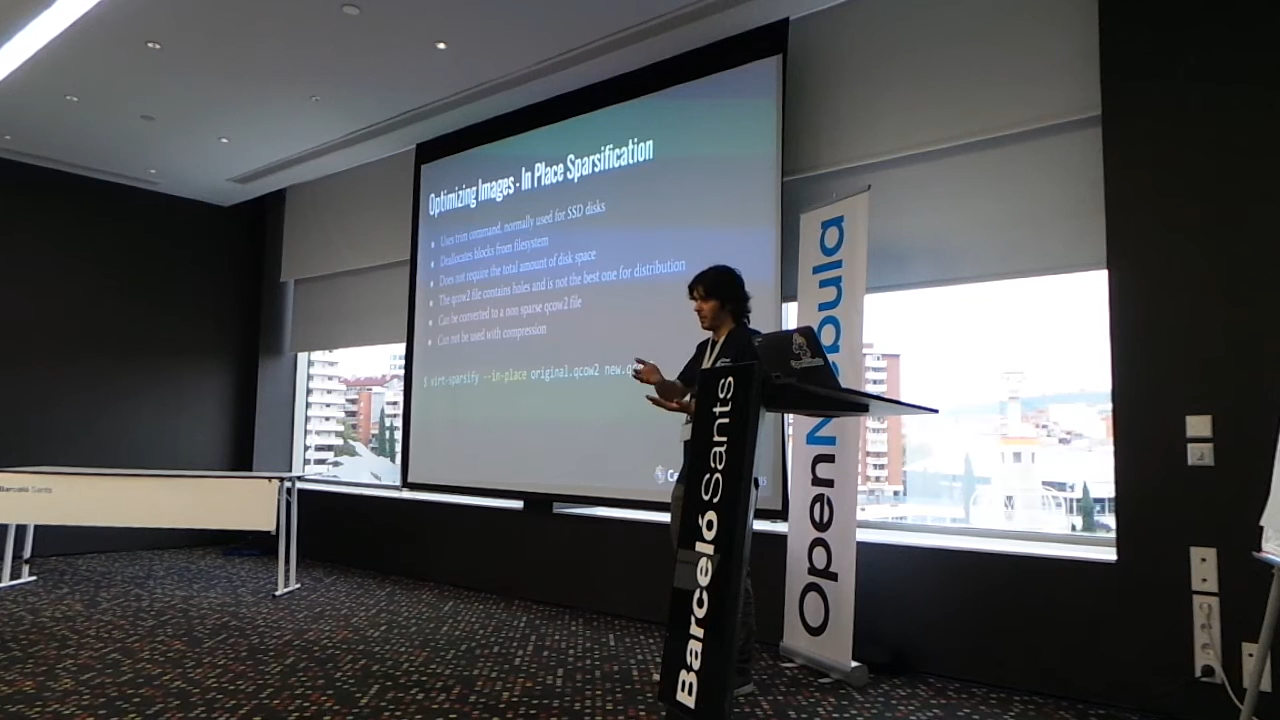 Optimizing Images - In Place Sparsification
Uses trim command, normally used for SSD disks
Deallocates blocks from filesystem
Does not require the total amount of disk space
The qcow2 file contains holes and is not the best one for distribution
Can be converted to a non sparse qcow2 file
Can not be used with compression
$ virt-sparsify --in-place original.qcow2 new.qc
Barceló Sants
OpenNebula
Barceló Sants